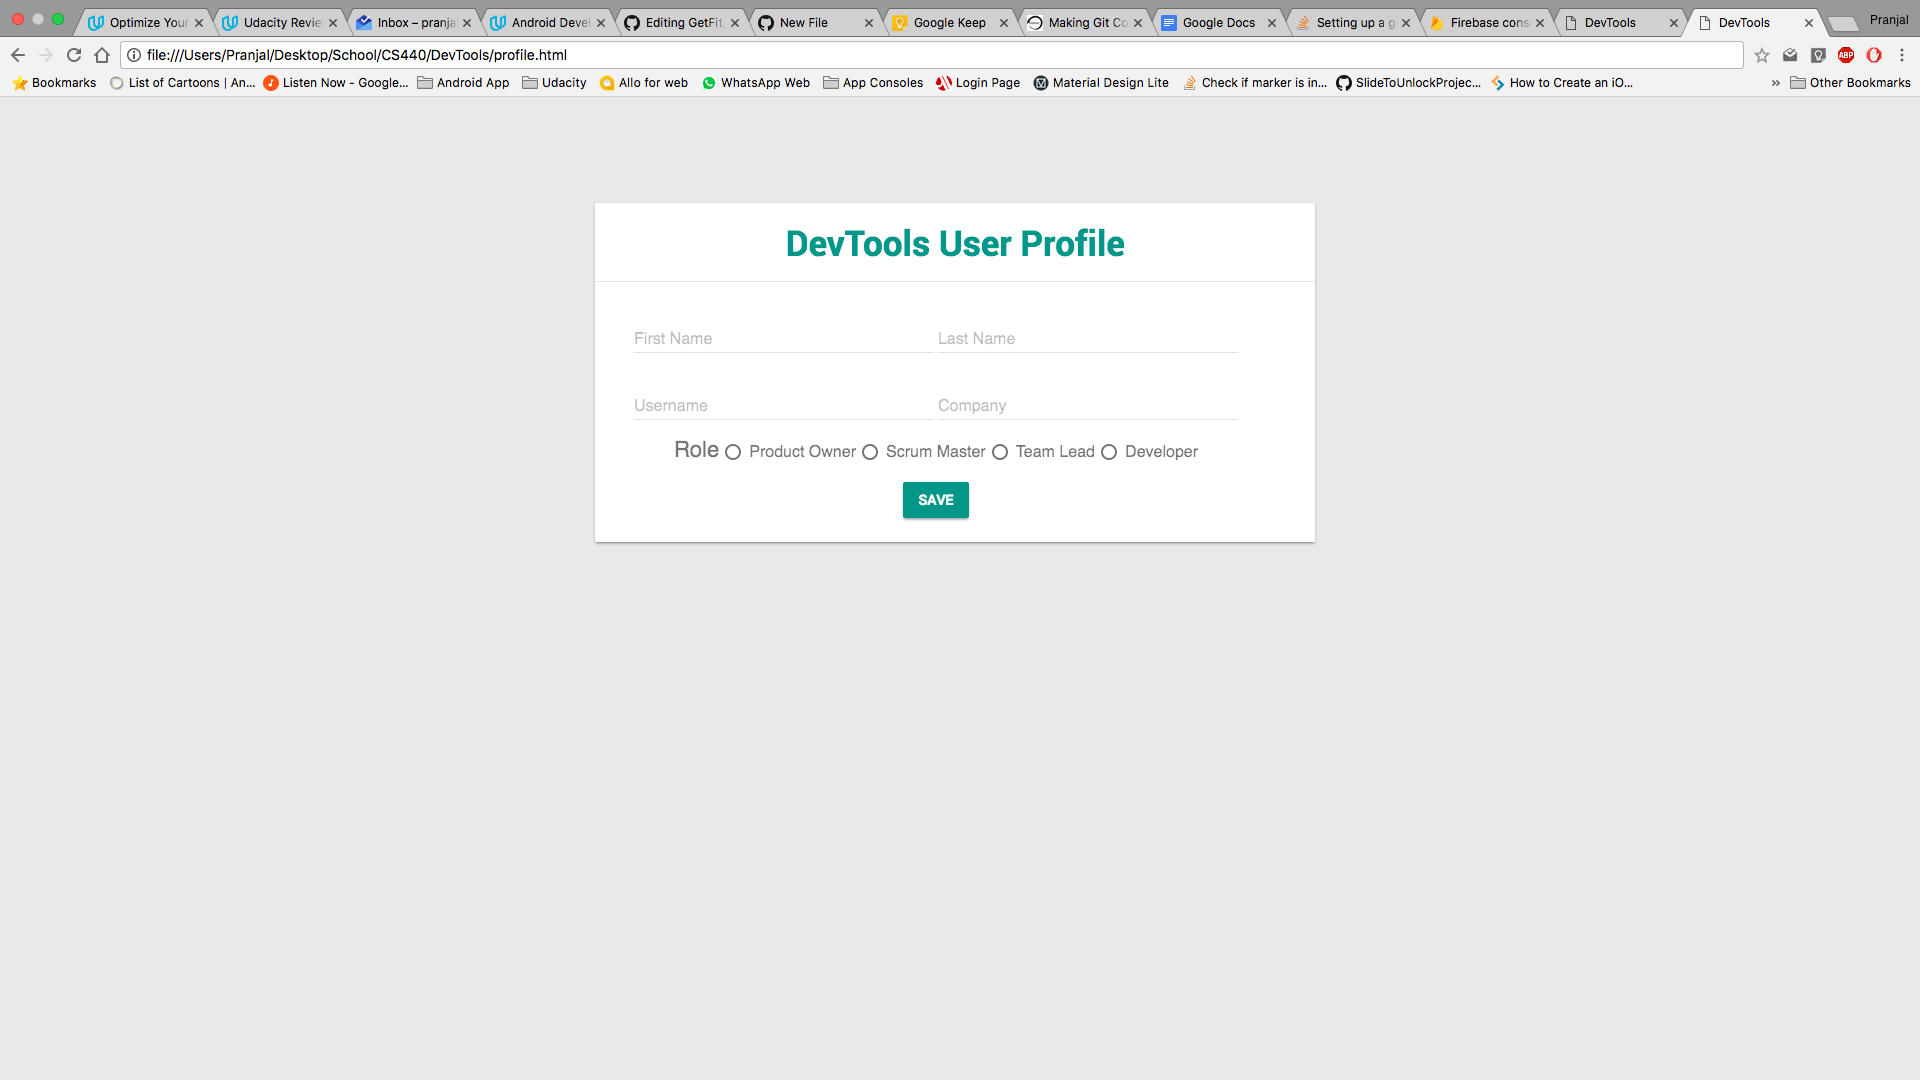 Optimize Your Udacity Revie Inbox – pranja Android Devel Editing GetFit New File Google Keep Making Git Co Google Docs Setting up a g Firebase cons DevTools DevTools Pranjal
file:///Users/Pranjal/Desktop/School/CS440/DevTools/profile.html ABP
Bookmarks List of Cartoons | An... Listen Now - Google... Android App Udacity Allo for web WhatsApp Web App Consoles Login Page Material Design Lite Check if marker is in... SlideToUnlockProjec... How to Create an iO... » Other Bookmarks
DevTools User Profile
First Name Last Name
Username Company
Role Product Owner Scrum Master Team Lead Developer
SAVE